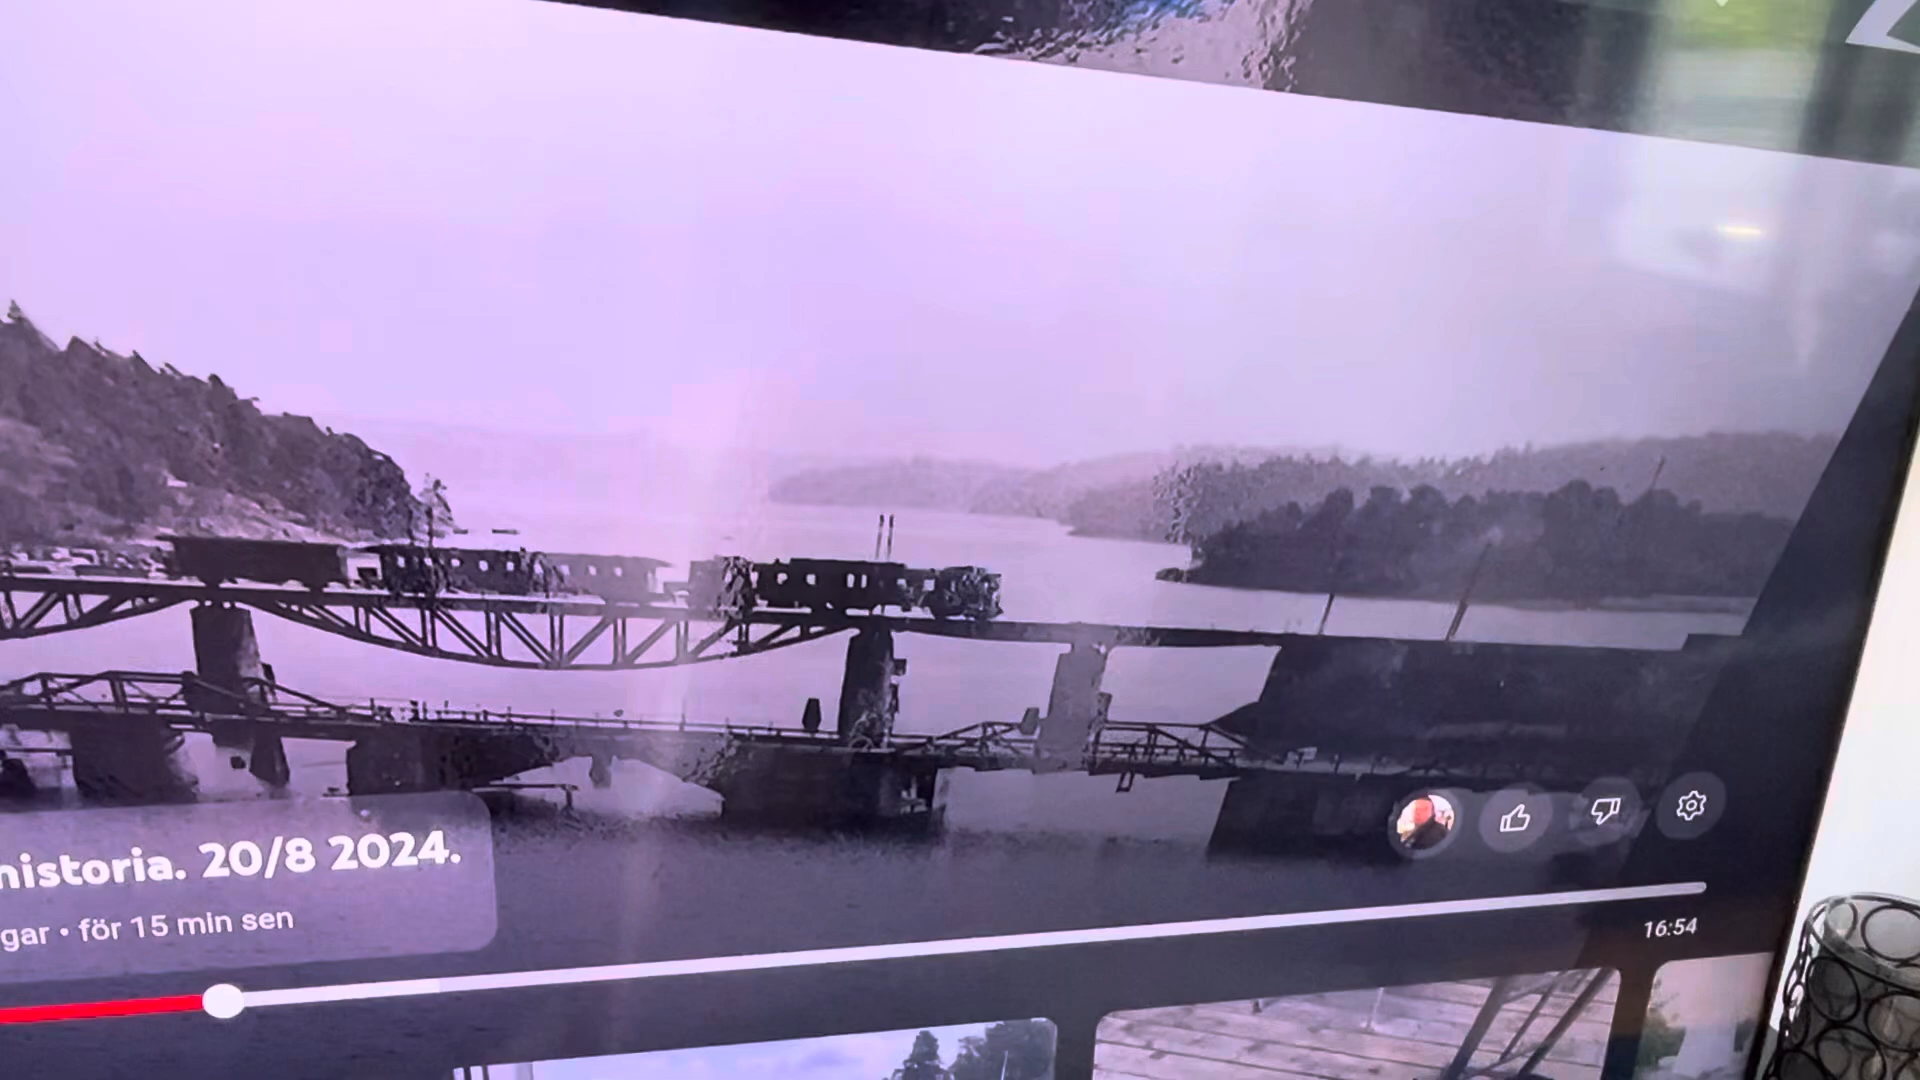 historia. 20/8 2024.
gar • för 15 min sen
16:54